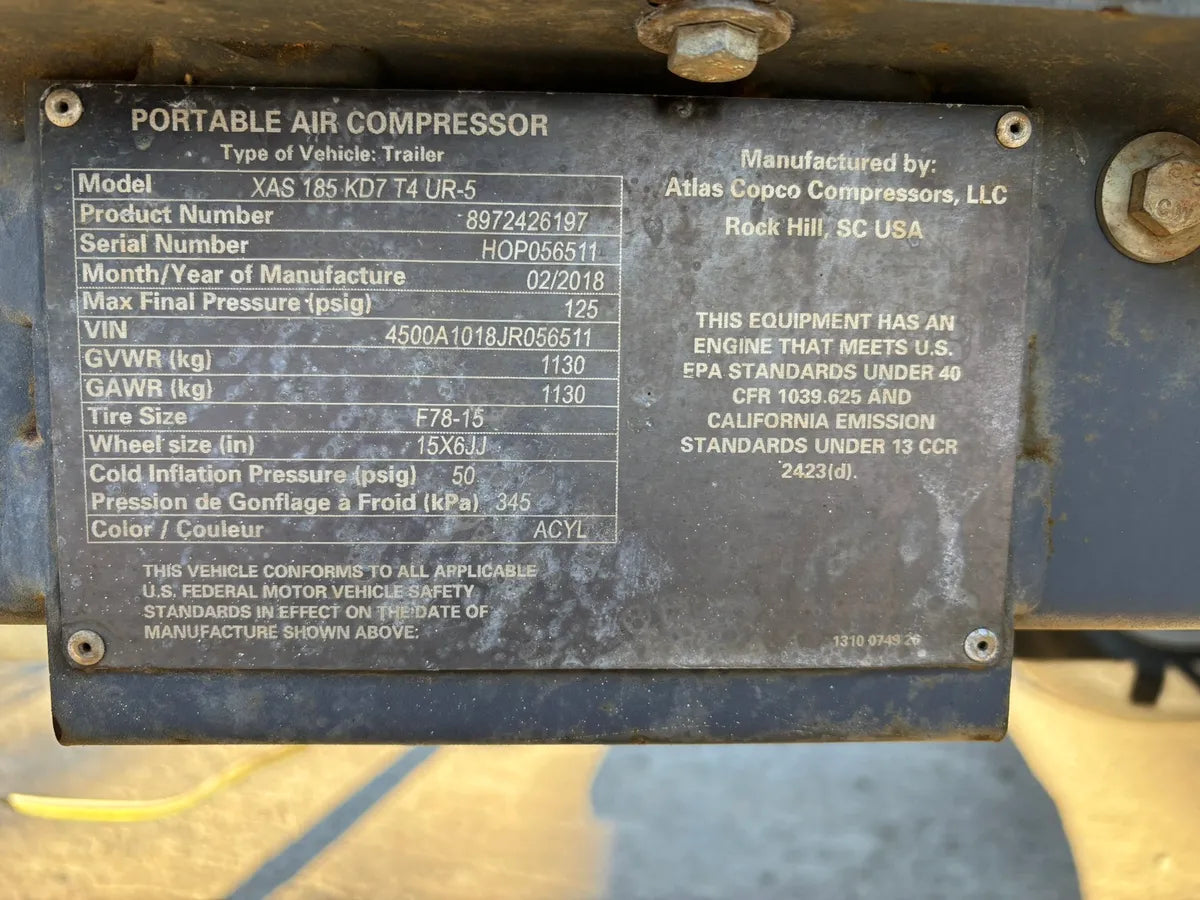 PORTABLE AIR COMPRESSOR
Type of Vehicle: Trailer
Model XAS 185 KD7 T4 UR-5
Product Number 8972426197
Serial Number HOP056511
Month/Year of Manufacture 02/2018
Max Final Pressure (psig) 125
VIN 4500A1018JR056511
GVWR (kg) 1130
GAWR (kg) 1130
Tire Size F78-15
Wheel size (in) 15X6JJ
Cold Inflation Pressure (psig) 50
Pression de Gonflage à Froid (kPa) 345
Color / Couleur ACYL
THIS VEHICLE CONFORMS TO ALL APPLICABLE
U.S. FEDERAL MOTOR VEHICLE SAFETY
STANDARDS IN EFFECT ON THE DATE OF
MANUFACTURE SHOWN ABOVE:
Manufactured by:
Atlas Copco Compressors, LLC
Rock Hill, SC USA
THIS EQUIPMENT HAS AN
ENGINE THAT MEETS U.S.
EPA STANDARDS UNDER 40
CFR 1039.625 AND
CALIFORNIA EMISSION
STANDARDS UNDER 13 CCR
2423(d).
1310 0749 26